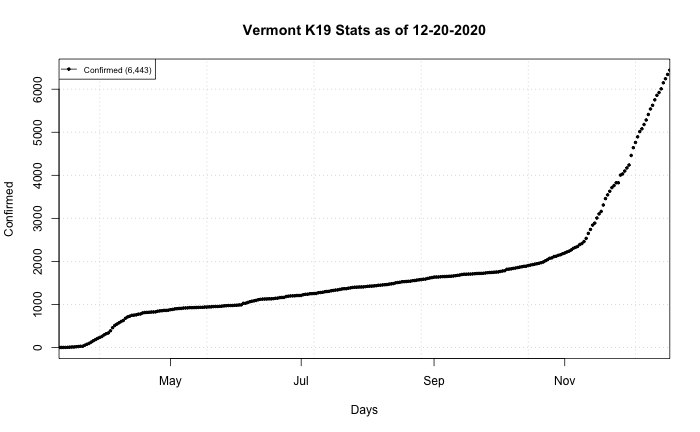 Vermont K19 Stats as of 12-20-2020
Confirmed (6,443)
6000
5000
4000
3000
2000
1000
0
Confirmed
May Jul Sep Nov
Days